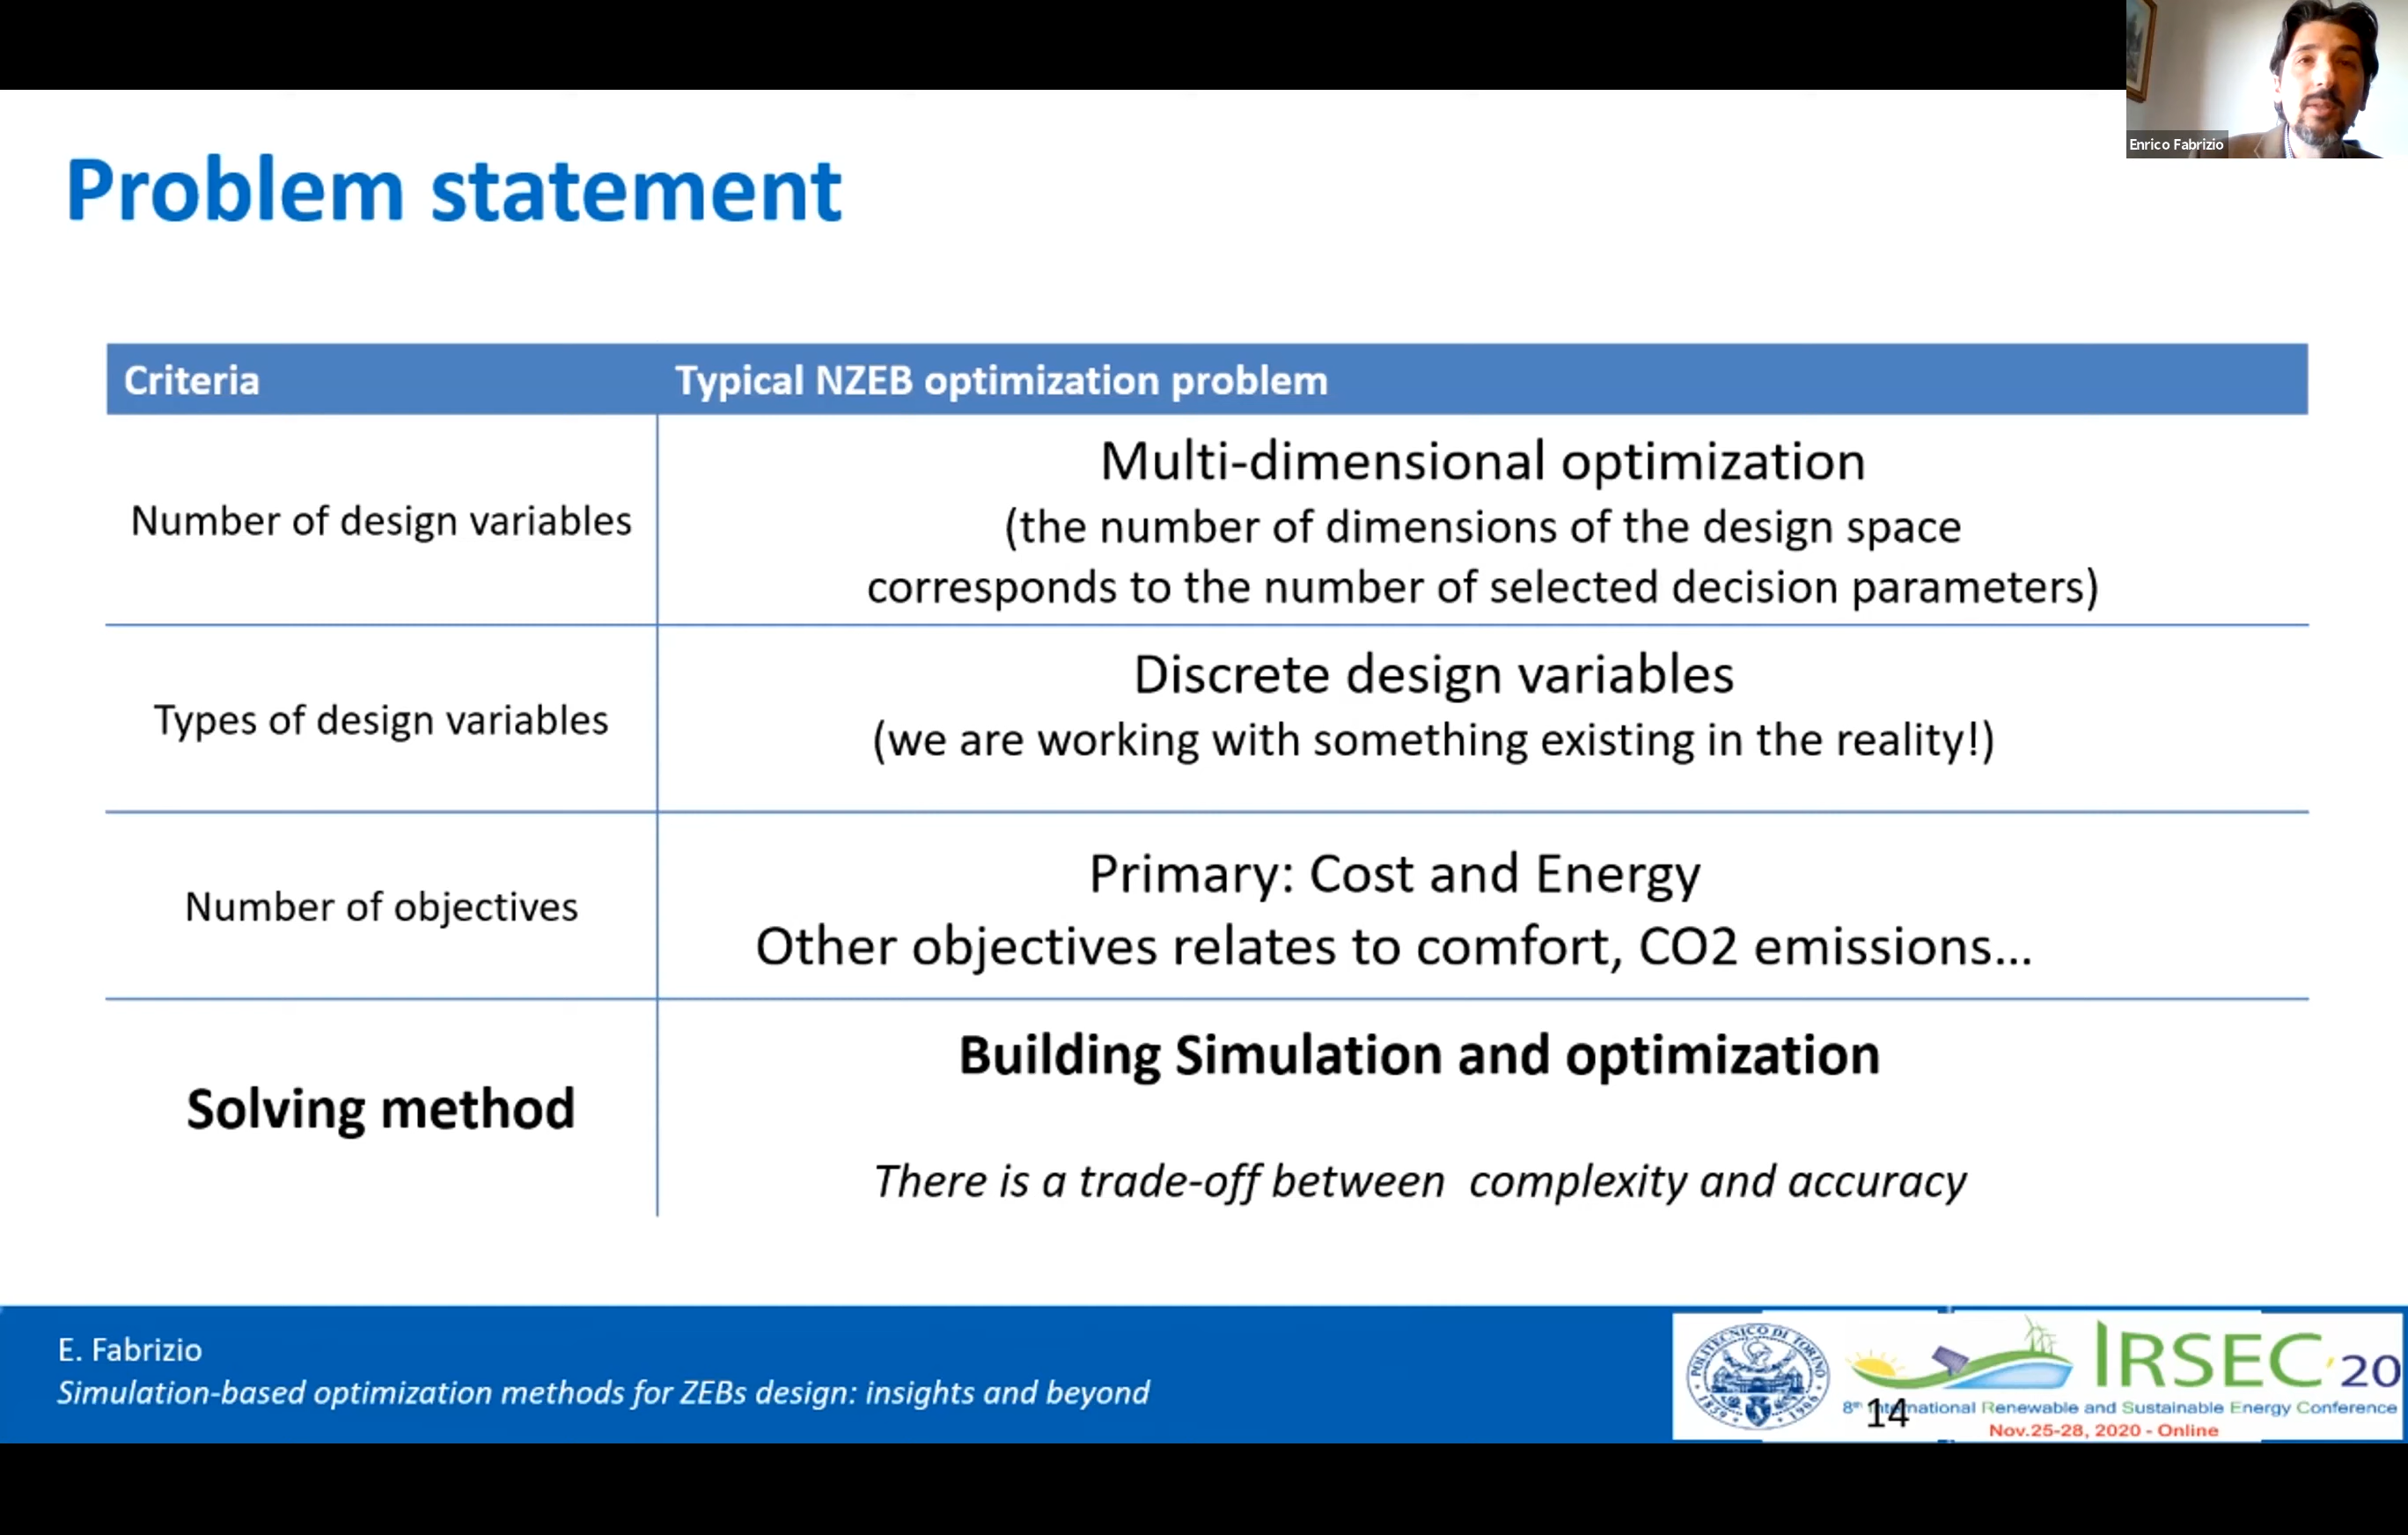 Enrico Fabrizio
Problem statement
Criteria
Typical NZEB optimization problem
Number of design variables
Multi-dimensional optimization
(the number of dimensions of the design space
corresponds to the number of selected decision parameters)
Types of design variables
Discrete design variables
(we are working with something existing in the reality!)
Number of objectives
Primary: Cost and Energy
Other objectives relates to comfort, CO2 emissions...
Solving method
Building Simulation and optimization
There is a trade-off between complexity and accuracy
E. Fabrizio
Simulation-based optimization methods for ZEBs design: insights and beyond
POLITECNICO DI TORINO
IRSEC '20
8th International Renewable and Sustainable Energy Conference
14
Nov.25-28, 2020 - Online